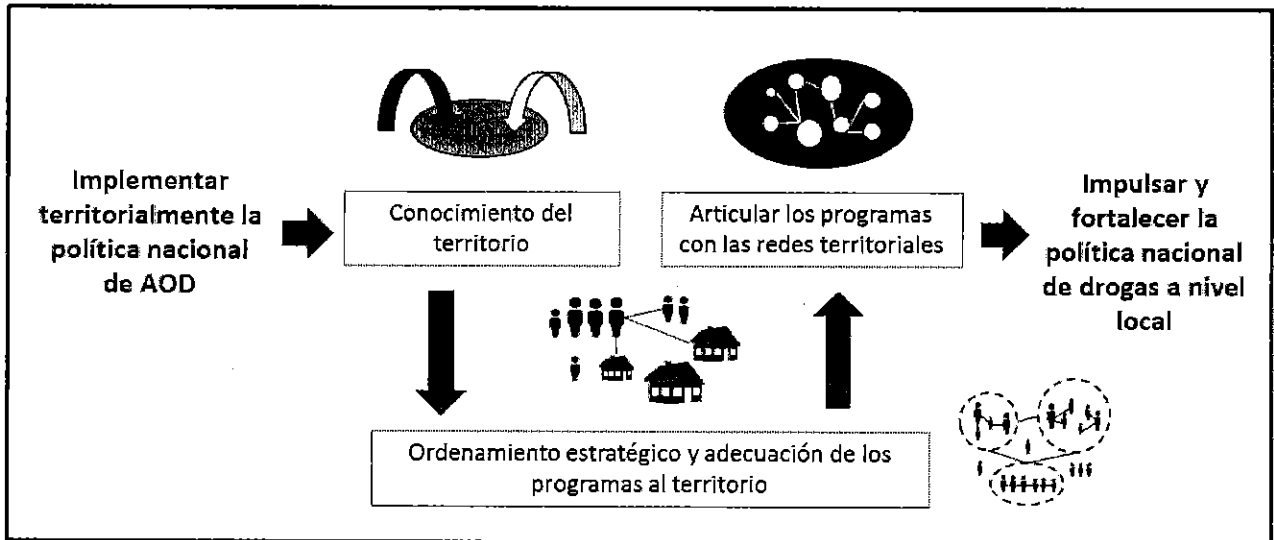 Implementar
territorialmente la
política nacional
de AOD
Conocimiento del
territorio
Articular los programas
con las redes territoriales
Impulsar y
fortalecer la
política nacional
de drogas a nivel
local
Ordenamiento estratégico y adecuación de los
programas al territorio